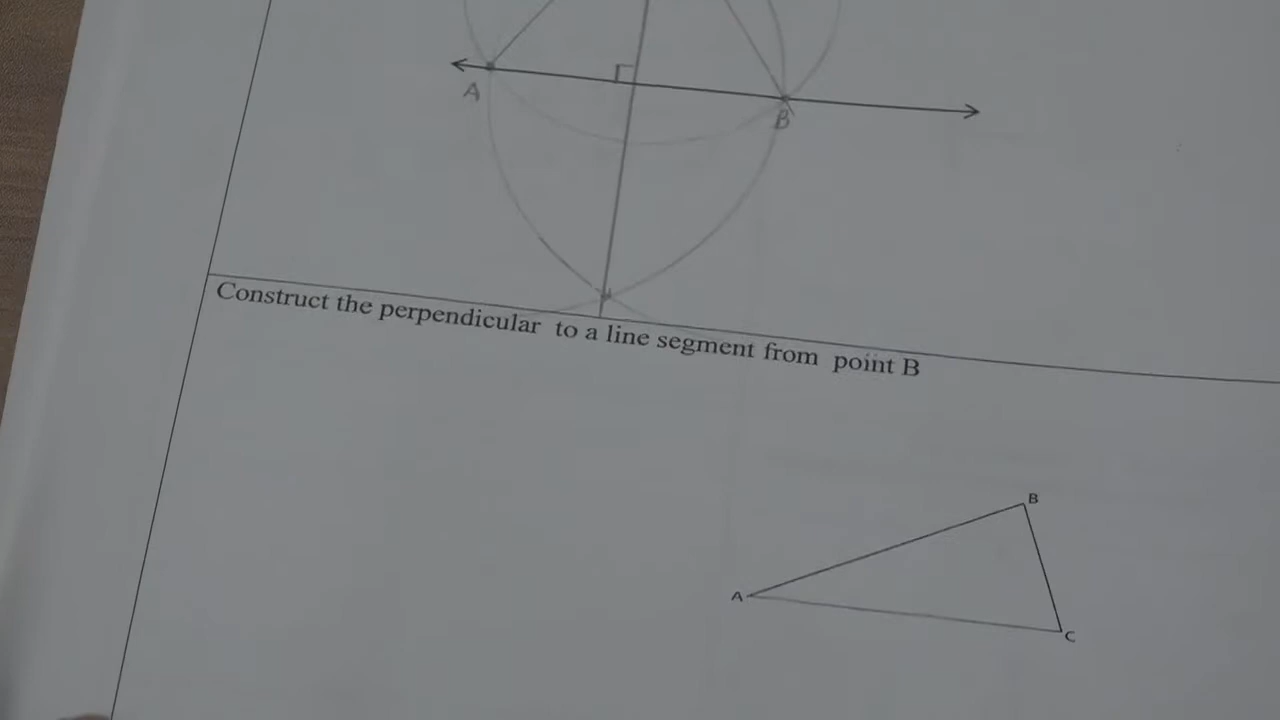 A
B
Construct the perpendicular to a line segment from point B
B
A
C